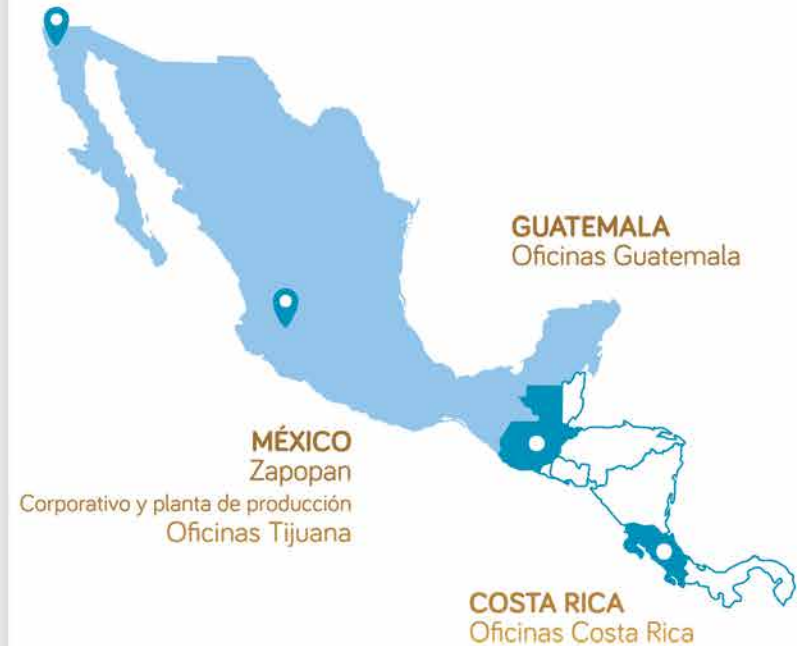 GUATEMALA
Oficinas Guatemala
MÉXICO
Zapopan
Corporativo y planta de producción
Oficinas Tijuana
COSTA RICA
Oficinas Costa Rica